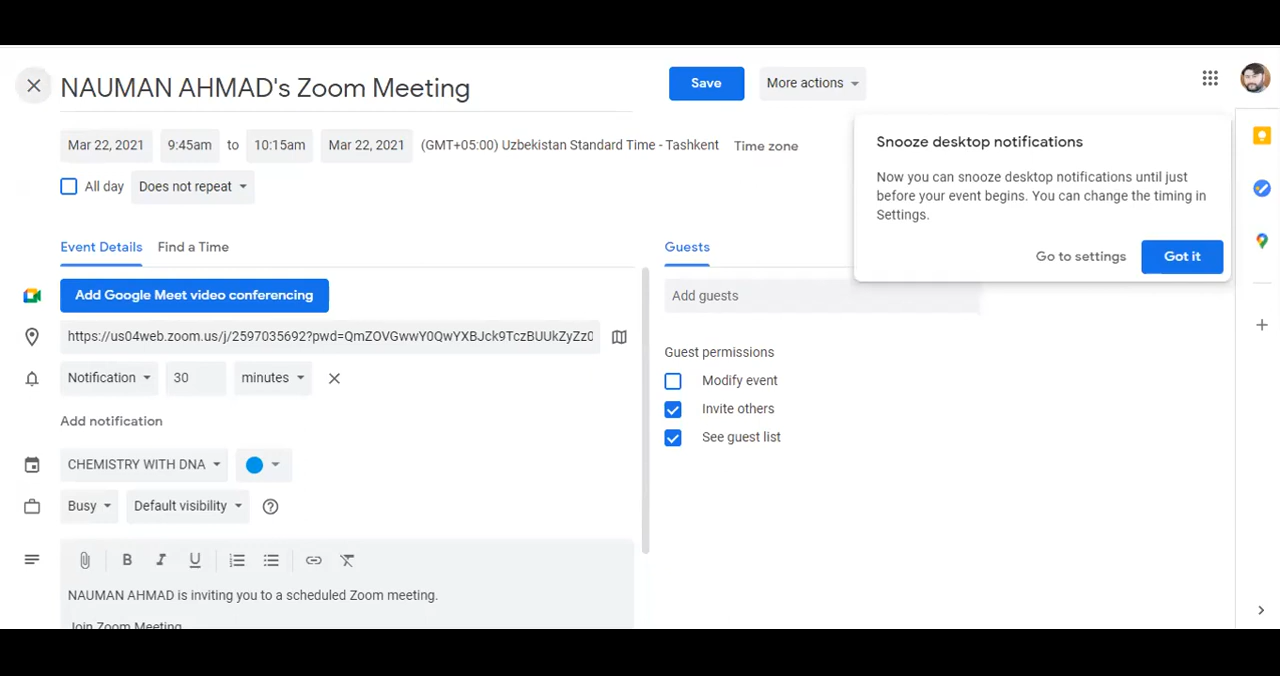 NAUMAN AHMAD's Zoom Meeting
Save
More actions
Mar 22, 2021 9:45am to 10:15am Mar 22, 2021 (GMT+05:00) Uzbekistan Standard Time - Tashkent Time zone
All day Does not repeat
Snooze desktop notifications
Now you can snooze desktop notifications until just
before your event begins. You can change the timing in
Settings.
Go to settings Got it
Event Details Find a Time
Guests
Add Google Meet video conferencing
Add guests
https://us04web.zoom.us/j/2597035692?pwd=QmZOVGwwY0QwYXBJck9TczBUUkZyZz0
Guest permissions
Notification 30 minutes
Modify event
Invite others
See guest list
Add notification
CHEMISTRY WITH DNA
Busy Default visibility
B I U
NAUMAN AHMAD is inviting you to a scheduled Zoom meeting.
Join Zoom Meeting